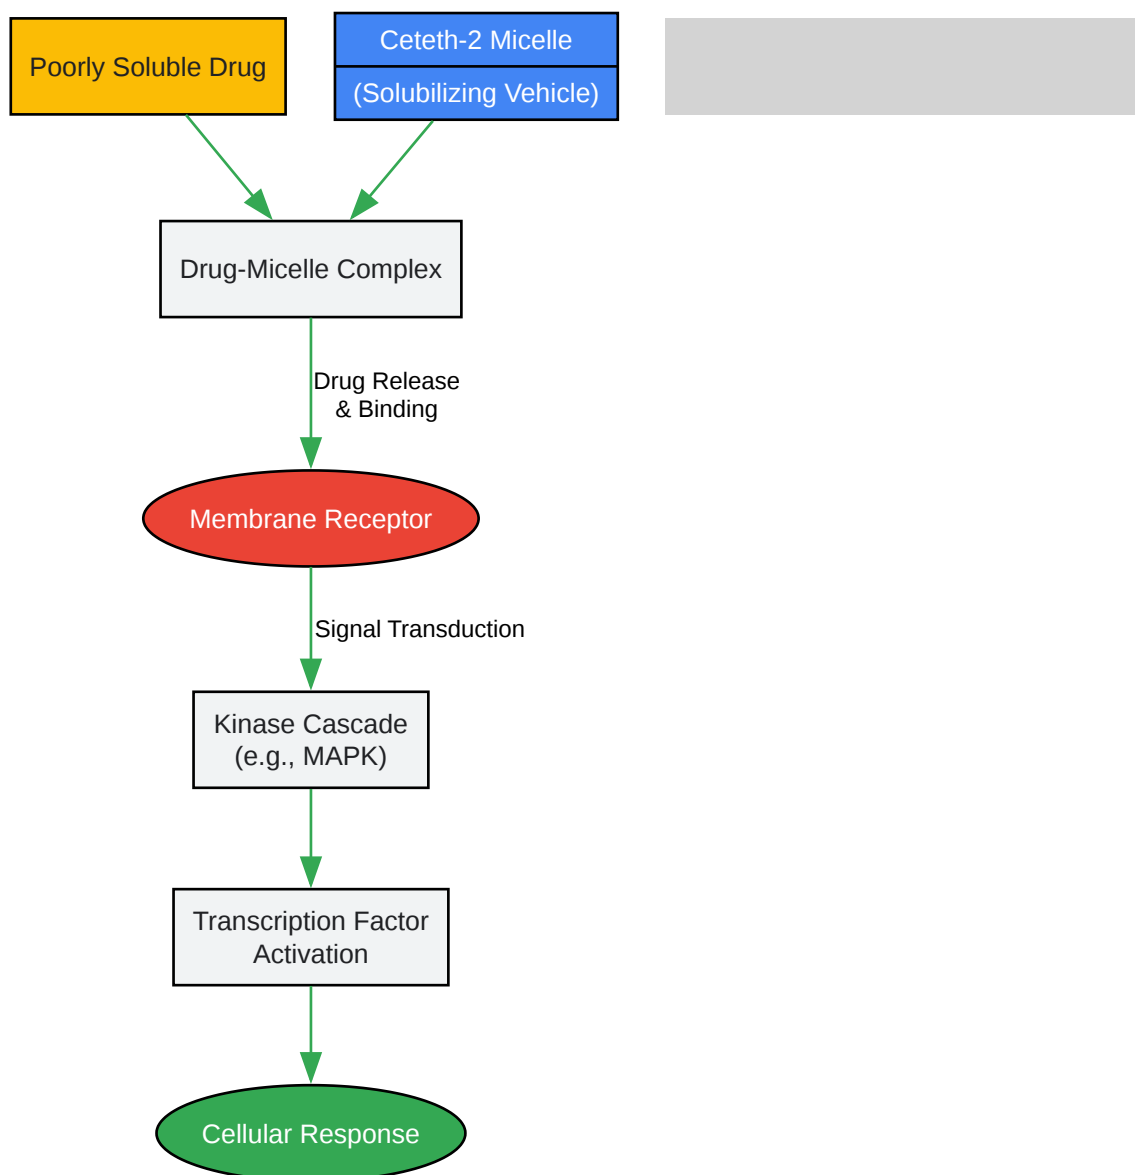 Poorly Soluble Drug
Ceteth-2 Micelle
(Solubilizing Vehicle)
Drug-Micelle Complex
Drug Release
& Binding
Membrane Receptor
Signal Transduction
Kinase Cascade
(e.g., MAPK)
Transcription Factor
Activation
Cellular Response